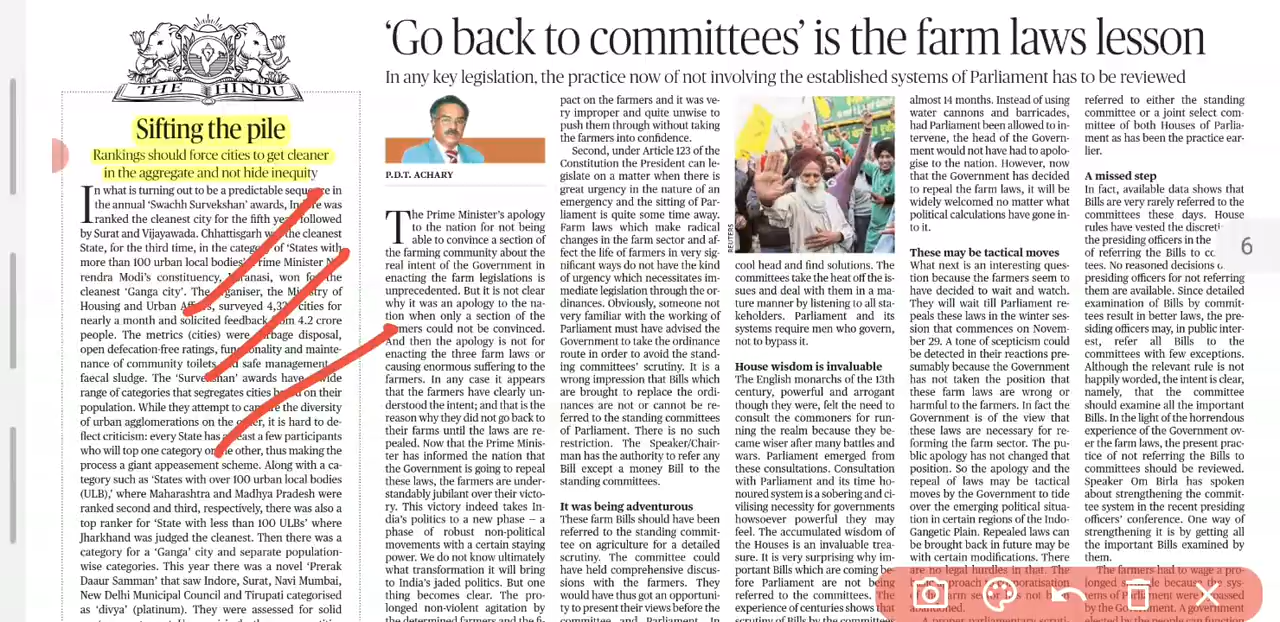 THE HINDU
Sifting the pile
Rankings should force cities to get cleaner
in the aggregate and not hide inequity
In what is turning out to be a predictable sequence in
the annual ‘Swachh Survekshan’ awards, Indore was
ranked the cleanest city for the fifth year, followed
by Surat and Vijayawada. Chhattisgarh was the cleanest
State, for the third time, in the category of ‘States with
more than 100 urban local bodies’. Prime Minister Na-
rendra Modi’s constituency, Varanasi, won for the
cleanest ‘Ganga city’. The organiser, the Ministry of
Housing and Urban Affairs, surveyed 4,32 cities for
nearly a month and solicited feedback from 4.2 crore
people. The metrics (cities) were garbage disposal,
open defecation-free ratings, functionality and mainte-
nance of community toilets and safe management
faecal sludge. The ‘Survekshan’ awards have a wide
range of categories that segregates cities based on their
population. While they attempt to capture the diversity
of urban agglomerations on the other, it is hard to de-
flect criticism: every State has at least a few participants
who will top one category or the other, thus making the
process a giant appeasement scheme. Along with a ca-
tegory such as ‘States with over 100 urban local bodies
(ULB),’ where Maharashtra and Madhya Pradesh were
ranked second and third, respectively, there was also a
top ranker for ‘State with less than 100 ULBs’ where
Jharkhand was judged the cleanest. Then there was a
category for a ‘Ganga’ city and separate population-
wise categories. This year there was a novel ‘Prerak
Daaur Samman’ that saw Indore, Surat, Navi Mumbai,
New Delhi Municipal Council and Tirupati categorised
as ‘divya’ (platinum). They were assessed for solid
‘Go back to committees’ is the farm laws lesson
In any key legislation, the practice now of not involving the established systems of Parliament has to be reviewed
P.D.T. ACHARY
The Prime Minister’s apology
to the nation for not being
able to convince a section of
the farming community about the
real intent of the Government in
enacting the farm legislations is
unprecedented. But it is not clear
why it was an apology to the na-
tion when only a section of the
farmers could not be convinced.
And then the apology is not for
enacting the three farm laws or
causing enormous suffering to the
farmers. In any case it appears
that the farmers have clearly un-
derstood the intent; and that is the
reason why they did not go back to
their farms until the laws are re-
pealed. Now that the Prime Minis-
ter has informed the nation that
the Government is going to repeal
these laws, the farmers are under-
standably jubilant over their victo-
ry. This victory indeed takes In-
dia’s politics to a new phase – a
phase of robust non-political
movements with a certain staying
power. We do not know ultimately
what transformation it will bring
to India’s jaded politics. But one
thing becomes clear. The pro-
longed non-violent agitation by
the determined farmers and the fi-
pact on the farmers and it was ve-
ry improper and quite unwise to
push them through without taking
the farmers into confidence.
Second, under Article 123 of the
Constitution the President can le-
gislate on a matter when there is
great urgency in the nature of an
emergency and the sitting of Par-
liament is quite some time away.
Farm laws which make radical
changes in the farm sector and af-
fect the life of farmers in very sig-
nificant ways do not have the kind
of urgency which necessitates im-
mediate legislation through the or-
dinances. Obviously, someone not
very familiar with the working of
Parliament must have advised the
Government to take the ordinance
route in order to avoid the stand-
ing committees’ scrutiny. It is a
wrong impression that Bills which
are brought to replace the ordi-
nances are not or cannot be re-
ferred to the standing committees
of Parliament. There is no such
restriction. The Speaker/Chair-
man has the authority to refer any
Bill except a money Bill to the
standing committees.
It was being adventurous
These farm Bills should have been
referred to the standing commit-
tee on agriculture for a detailed
scrutiny. The committee could
have held comprehensive discus-
sions with the farmers. They
would have thus got an opportuni-
ty to present their views before the
committee and Parliament. In
REUTERS
cool head and find solutions. The
committees take the heat off the is-
sues and deal with them in a ma-
ture manner by listening to all sta-
keholders. Parliament and its
systems require men who govern,
not to bypass it.
House wisdom is invaluable
The English monarchs of the 13th
century, powerful and arrogant
though they were, felt the need to
consult the commoners for run-
ning the realm because they be-
came wiser after many battles and
wars. Parliament emerged from
these consultations. Consultation
with Parliament and its time ho-
noured system is a sobering and ci-
vilising necessity for governments
howsoever powerful they may
feel. The accumulated wisdom of
the Houses is an invaluable trea-
sure. It is very surprising why im-
portant Bills which are coming be-
fore Parliament are not being
referred to the committees. The
experience of centuries shows that
scrutiny of Bills by the committees
almost 14 months. Instead of using
water cannons and barricades,
had Parliament been allowed to in-
tervene, the head of the Govern-
ment would not have had to apolo-
gise to the nation. However, now
that the Government has decided
to repeal the farm laws, it will be
widely welcomed no matter what
political calculations have gone in-
to it.
These may be tactical moves
What next is an interesting ques-
tion because the farmers seem to
have decided to wait and watch.
They will wait till Parliament re-
peals these laws in the winter ses-
sion that commences on Novem-
ber 29. A tone of scepticism could
be detected in their reactions pre-
sumably because the Government
has not taken the position that
these farm laws are wrong or
harmful to the farmers. In fact the
Government is of the view that
these laws are necessary for re-
forming the farm sector. The pu-
blic apology has not changed that
position. So the apology and the
repeal of laws may be tactical
moves by the Government to tide
over the emerging political situa-
tion in certain regions of the Indo-
Gangetic Plain. Repealed laws can
be brought back in future may be
with certain modifications. There
are no legal hurdles in that. The
approach corporatisation
farm sector has not been
abandoned.
A proper parliamentary scruti-
referred to either the standing
committee or a joint select com-
mittee of both Houses of Parlia-
ment as has been the practice ear-
lier.
A missed step
In fact, available data shows that
Bills are very rarely referred to the
committees these days. House
rules have vested the discreti
the presiding officers in the
of referring the Bills to co
tees. No reasoned decisions o
presiding officers for not referring
them are available. Since detailed
examination of Bills by commit-
tees result in better laws, the pre-
siding officers may, in public inter-
est, refer all Bills to the
committees with few exceptions.
Although the relevant rule is not
happily worded, the intent is clear,
namely, that the committee
should examine all the important
Bills. In the light of the horrendous
experience of the Government ov-
er the farm laws, the present prac-
tice of not referring the Bills to
committees should be reviewed.
Speaker Om Birla has spoken
about strengthening the commit-
tee system in the recent presiding
officers’ conference. One way of
strengthening it is by getting all
the important Bills examined by
them.
The farmers had to wage a pro-
longed because the sys-
tems of Parliament were bypassed
by the Government. A government
elected by the people can function
6